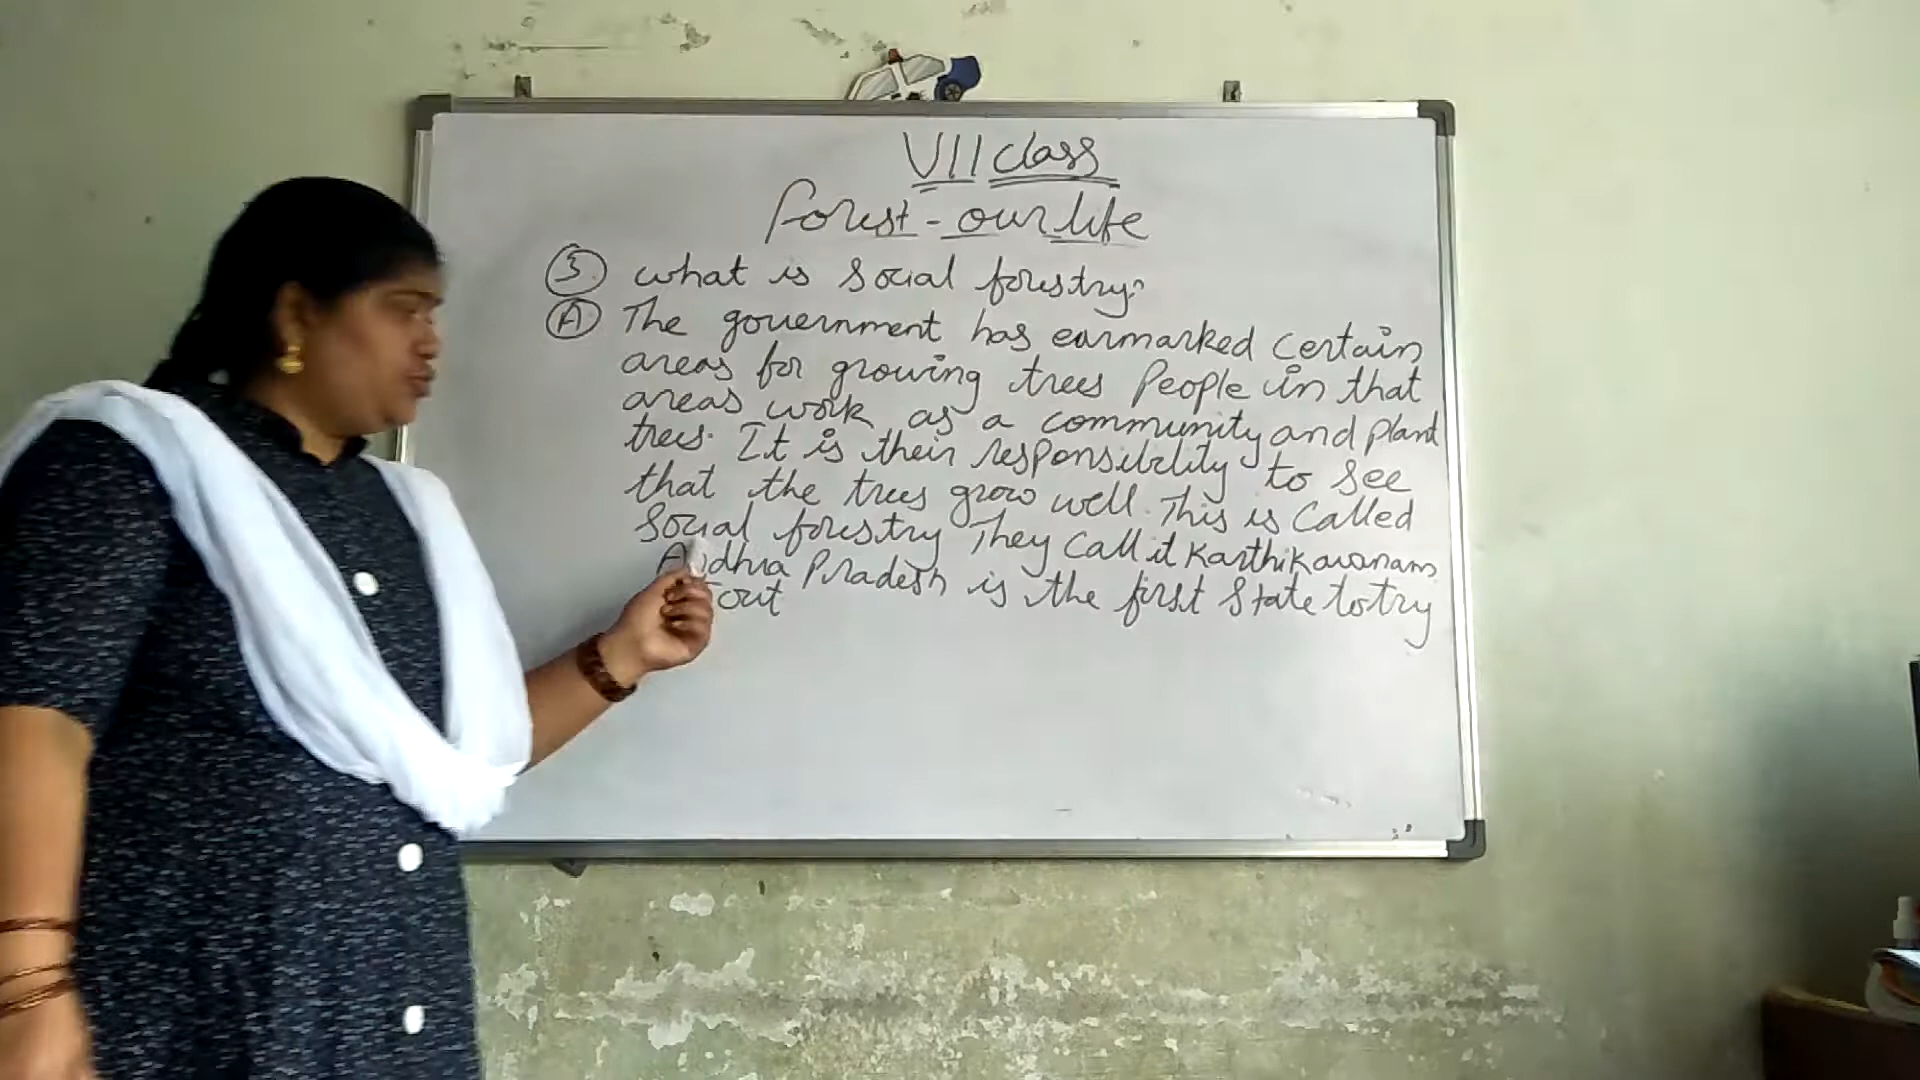 VII class
Forest - our life
3. what is social forestry?
A. The government has earmarked certain
areas for growing trees People in that
areas work as a community and plant
trees. It is their responsibility to see
that the trees grow well. This is called
social forestry They call it Karthikavanam
Andhra Pradesh is the first state to try
out